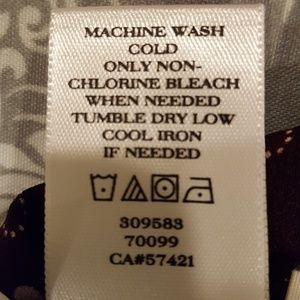 MACHINE WASH
COLD
ONLY NON-
CHLORINE BLEACH
WHEN NEEDED
TUMBLE DRY LOW
COOL IRON
IF NEEDED
309583
70099
CA#57421